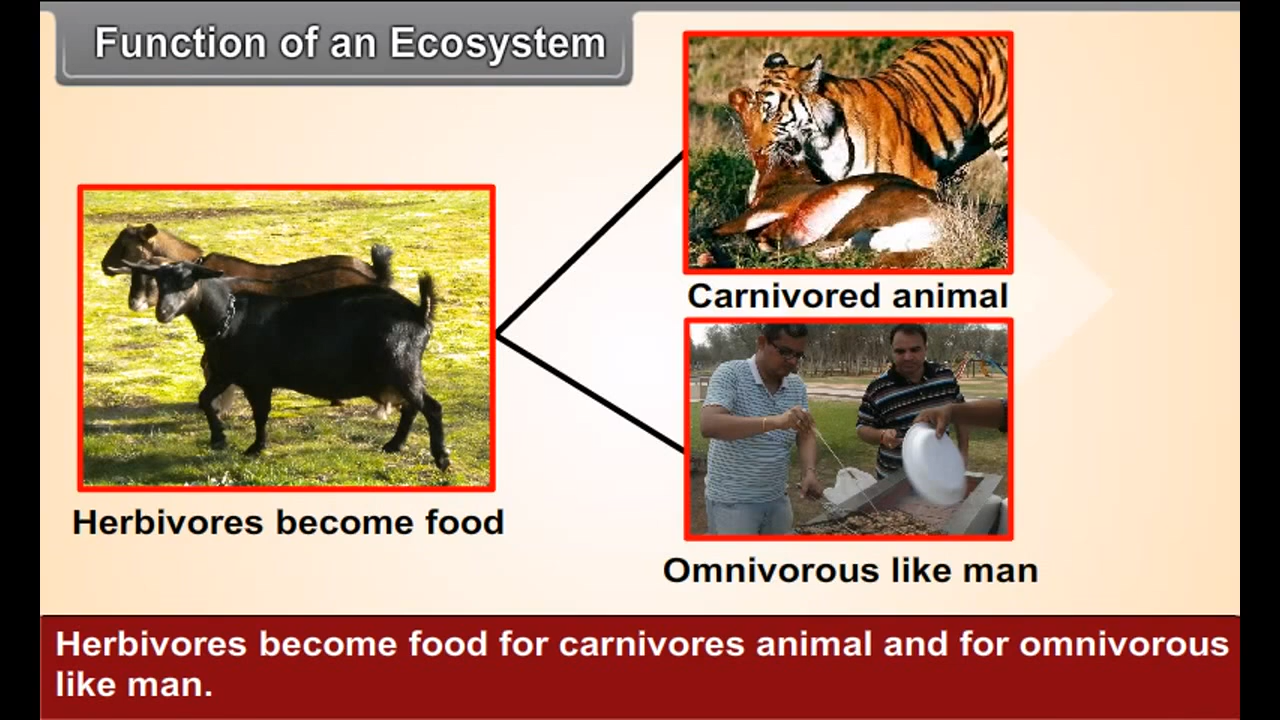 Function of an Ecosystem
Carnivored animal
Herbivores become food
Omnivorous like man
Herbivores become food for carnivores animal and for omnivorous
like man.